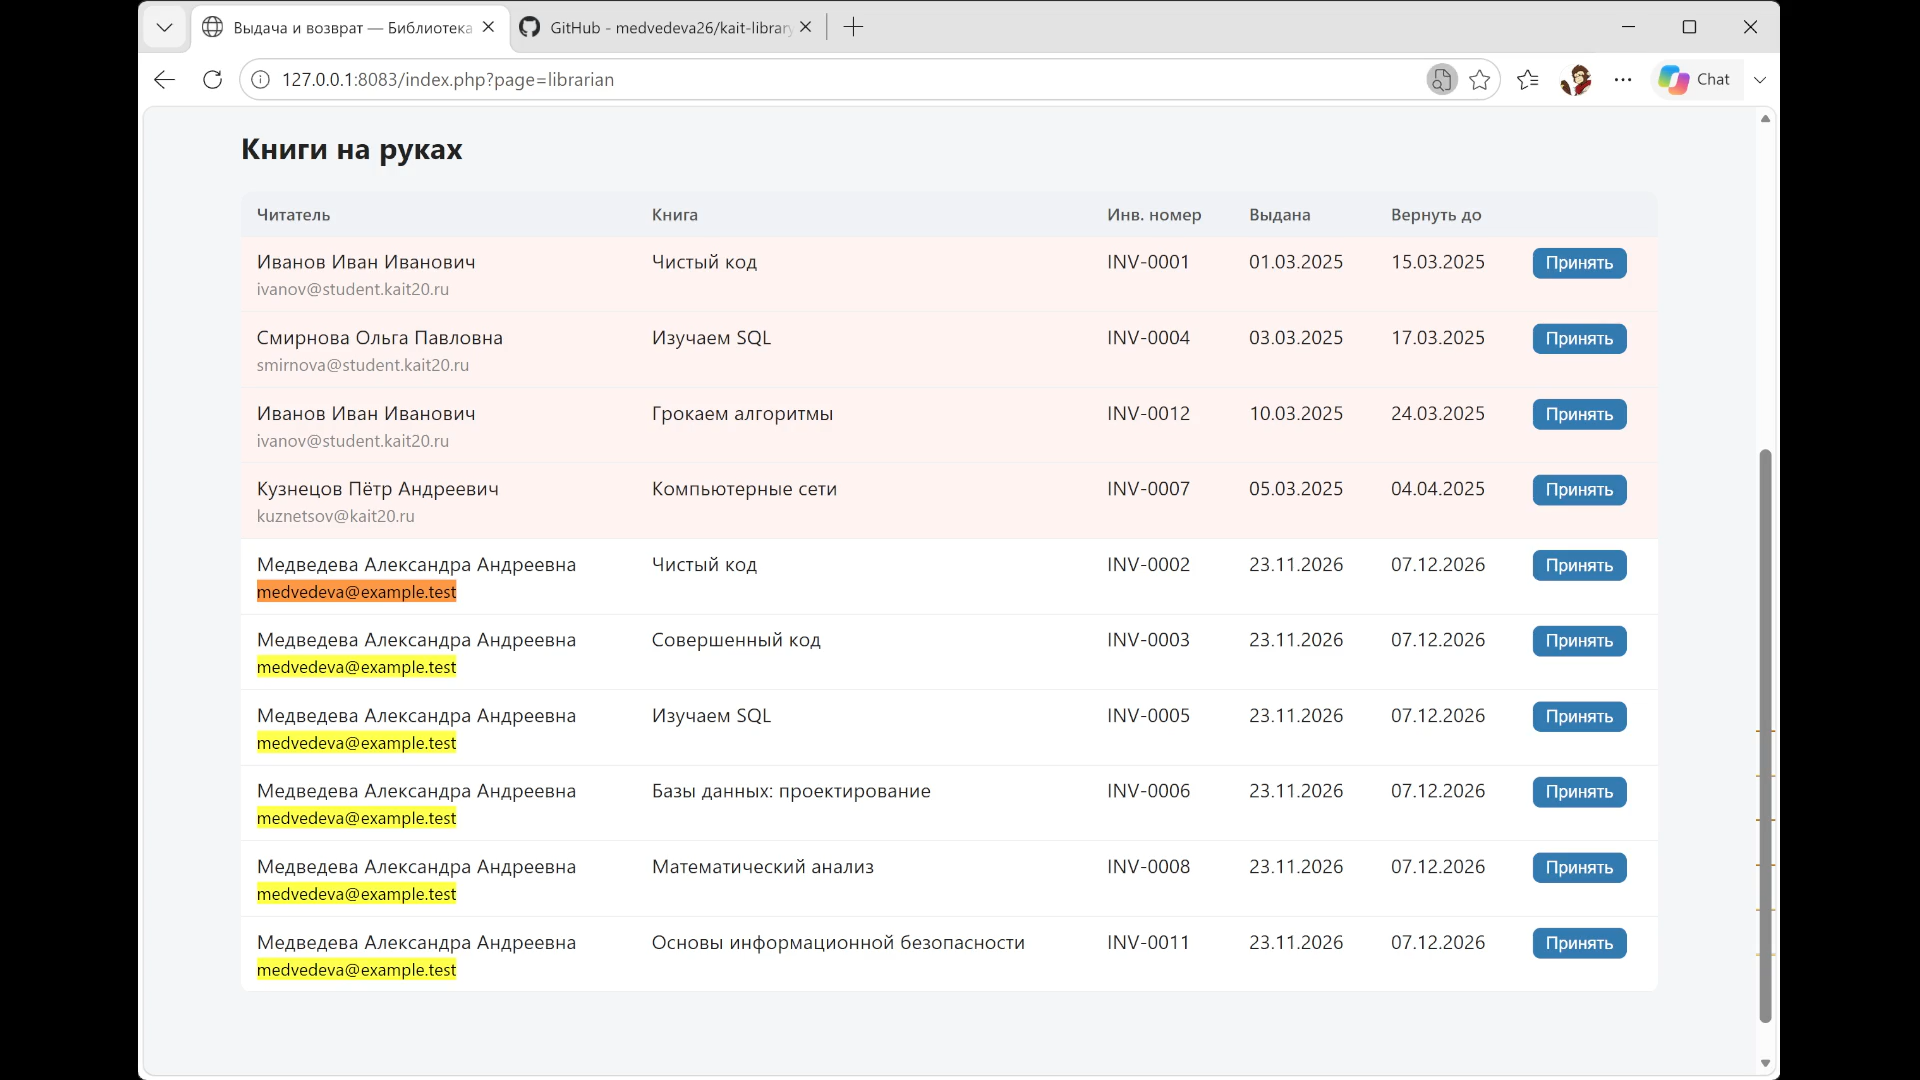 Выдача и возврат — Библиотека
GitHub - medvedeva26/kait-library
127.0.0.1:8083/index.php?page=librarian
Chat
Книги на руках
Читатель Книга Инв. номер Выдана Вернуть до
Иванов Иван Иванович Чистый код INV-0001 01.03.2025 15.03.2025 Принять
ivanov@student.kait20.ru
Смирнова Ольга Павловна Изучаем SQL INV-0004 03.03.2025 17.03.2025 Принять
smirnova@student.kait20.ru
Иванов Иван Иванович Грокаем алгоритмы INV-0012 10.03.2025 24.03.2025 Принять
ivanov@student.kait20.ru
Кузнецов Пётр Андреевич Компьютерные сети INV-0007 05.03.2025 04.04.2025 Принять
kuznetsov@kait20.ru
Медведева Александра Андреевна Чистый код INV-0002 23.11.2026 07.12.2026 Принять
medvedeva@example.test
Медведева Александра Андреевна Совершенный код INV-0003 23.11.2026 07.12.2026 Принять
medvedeva@example.test
Медведева Александра Андреевна Изучаем SQL INV-0005 23.11.2026 07.12.2026 Принять
medvedeva@example.test
Медведева Александра Андреевна Базы данных: проектирование INV-0006 23.11.2026 07.12.2026 Принять
medvedeva@example.test
Медведева Александра Андреевна Математический анализ INV-0008 23.11.2026 07.12.2026 Принять
medvedeva@example.test
Медведева Александра Андреевна Основы информационной безопасности INV-0011 23.11.2026 07.12.2026 Принять
medvedeva@example.test